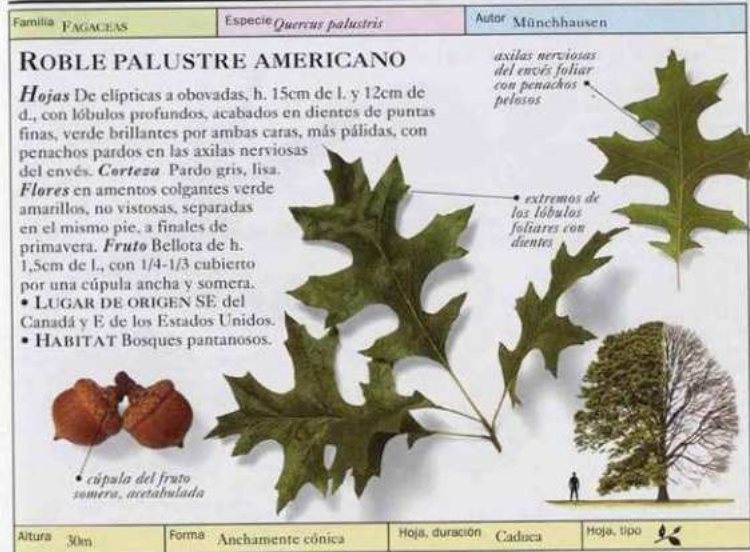 Familia FAGACEAS
Especie Quercus palustris
Autor Münchhausen
ROBLE PALUSTRE AMERICANO
Hojas De elípticas a obovadas, h. 15cm de l. y 12cm de
d., con lóbulos profundos, acabados en dientes de puntas
finas, verde brillantes por ambas caras, más pálidas, con
penachos pardos en las axilas nerviosas
del envés. Corteza Pardo gris, lisa.
Flores en amentos colgantes verde
amarillos, no vistosas, separadas
en el mismo pie, a finales de
primavera. Fruto Bellota de h.
1,5cm de l., con 1/4-1/3 cubierto
por una cúpula ancha y somera.
• LUGAR DE ORIGEN SE del
Canadá y E de los Estados Unidos.
• HABITAT Bosques pantanosos.
axilas nerviosas
del envés foliar
con penachos
pelosos
• extremos de
los lóbulos
foliares con
dientes
• cúpula del fruto
somera, acetabulada
Altura 30m
Forma Anchamente cónica
Hoja, duración Caduca
Hoja, tipo